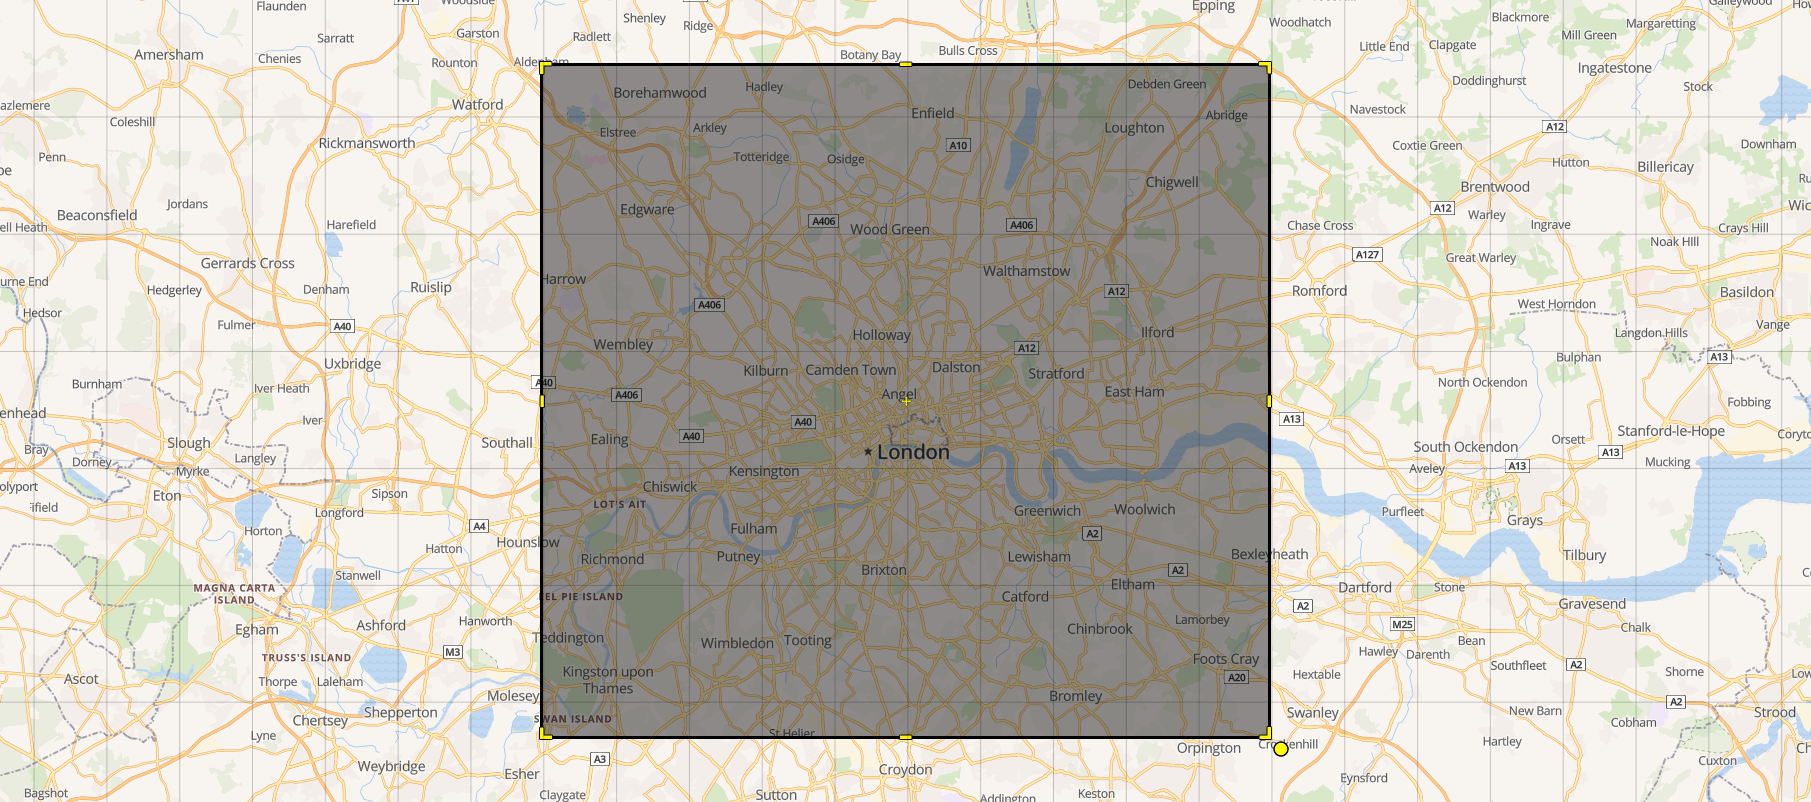 Flaunden
Woodside
Epping
Shenley
Ridge
Woodhatch
Blackmore
Margaretting
Garston
Sarratt
Radlett
Mill Green
Amersham
Chenies
Rounton
Botany Bay
Bulls Cross
Little End
Clapgate
Ingatestone
Aldenham
Borehamwood
Hadley
Debden Green
Doddinghurst
Stock
azlemere
Watford
Enfield
Abridge
Navestock
Coleshill
Elstree
Arkley
Loughton
A12
Rickmansworth
A10
Coxtie Green
Downham
Penn
Totteridge
Osidge
Hutton
Billericay
Chigwell
Brentwood
Jordans
Edgware
A12
Beaconsfield
Harefield
A406
A406
Warley
ell Heath
Wood Green
Chase Cross
Ingrave
Crays Hill
Noak HIll
Gerrards Cross
A127
Great Warley
Harrow
Walthamstow
urne End
Hedgerley
Denham
Ruislip
A12
Romford
Basildon
A406
West Horndon
Hedsor
Fulmer
A40
Holloway
Ilford
Langdon Hills
Vange
Wembley
A12
Uxbridge
Kilburn
Camden Town
Dalston
Stratford
Bulphan
A13
Burnham
Iver Heath
A40
A406
Angel
East Ham
North Ockendon
Fobbing
enhead
Iver
A40
A13
Slough
Southall
Ealing
A40
London
South Ockendon
Orsett
Stanford-le-Hope
Bray
Dorney
Langley
A13
Myrke
Kensington
Aveley
A13
Mucking
olyport
Eton
Sipson
Chiswick
LOT'S AIT
Longford
Greenwich
Woolwich
Purfleet
Grays
Horton
A4
Fulham
A2
Hounslow
Hatton
Richmond
Putney
Lewisham
Bexleyheath
Tilbury
Stanwell
Brixton
A2
Eltham
Dartford
Stone
MAGNA CARTA
ISLAND
EEL PIE ISLAND
Catford
A2
Gravesend
Hanworth
Lamorbey
M25
Egham
Ashford
Teddington
Wimbledon
Tooting
Chinbrook
Bean
Chalk
TRUSS'S ISLAND
M3
Foots Cray
Hawley
Darenth
Southfleet
A2
Ascot
Thorpe
Laleham
Kingston upon
Thames
A20
Hextable
Shorne
Molesey
Bromley
Chertsey
Shepperton
SWAN ISLAND
Swanley
New Barn
A2
Strood
Lyne
St Helier
Cobham
Orpington
Crockenhill
Hartley
Weybridge
A3
Croydon
Cuxton
Esher
Eynsford
Bagshot
Claygate
Sutton
Addington
Keston